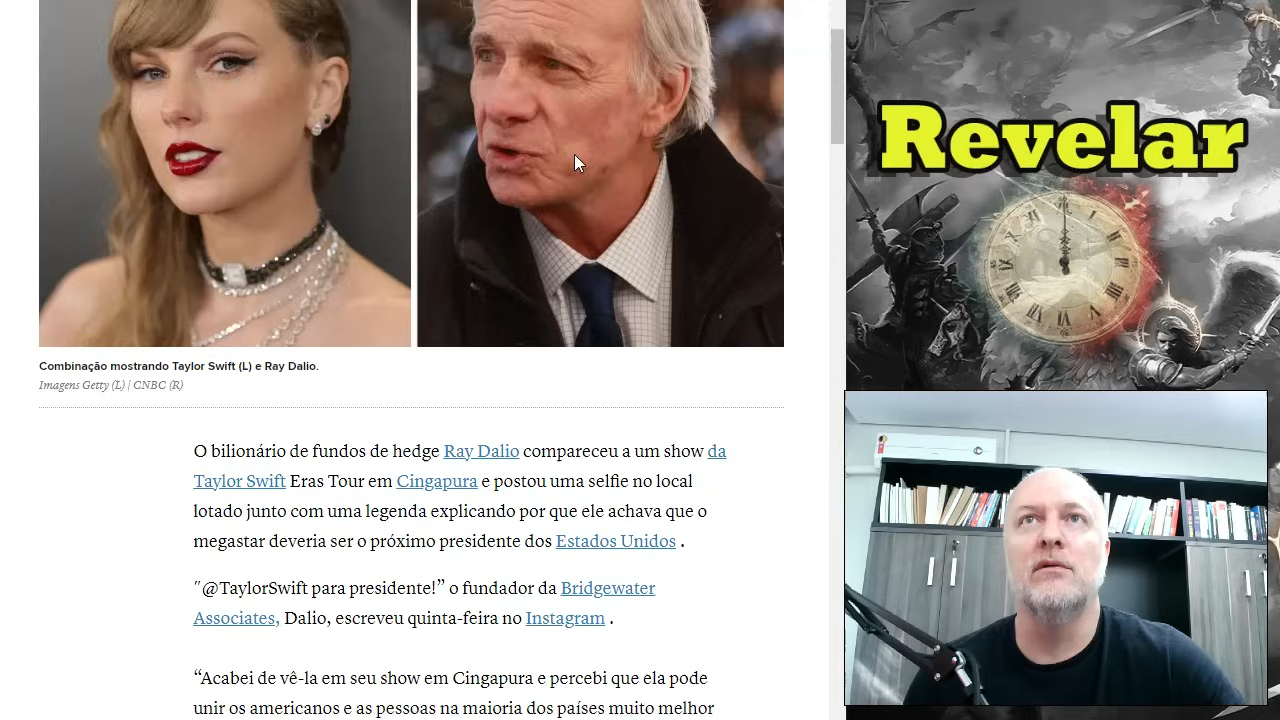 Combinação mostrando Taylor Swift (L) e Ray Dalio.
Imagens Getty (L) | CNBC (R)
O bilionário de fundos de hedge Ray Dalio compareceu a um show da
Taylor Swift Eras Tour em Cingapura e postou uma selfie no local
lotado junto com uma legenda explicando por que ele achava que o
megastar deveria ser o próximo presidente dos Estados Unidos .
"@TaylorSwift para presidente!” o fundador da Bridgewater
Associates, Dalio, escreveu quinta-feira no Instagram .
“Acabei de vê-la em seu show em Cingapura e percebi que ela pode
unir os americanos e as pessoas na maioria dos países muito melhor
Revelar